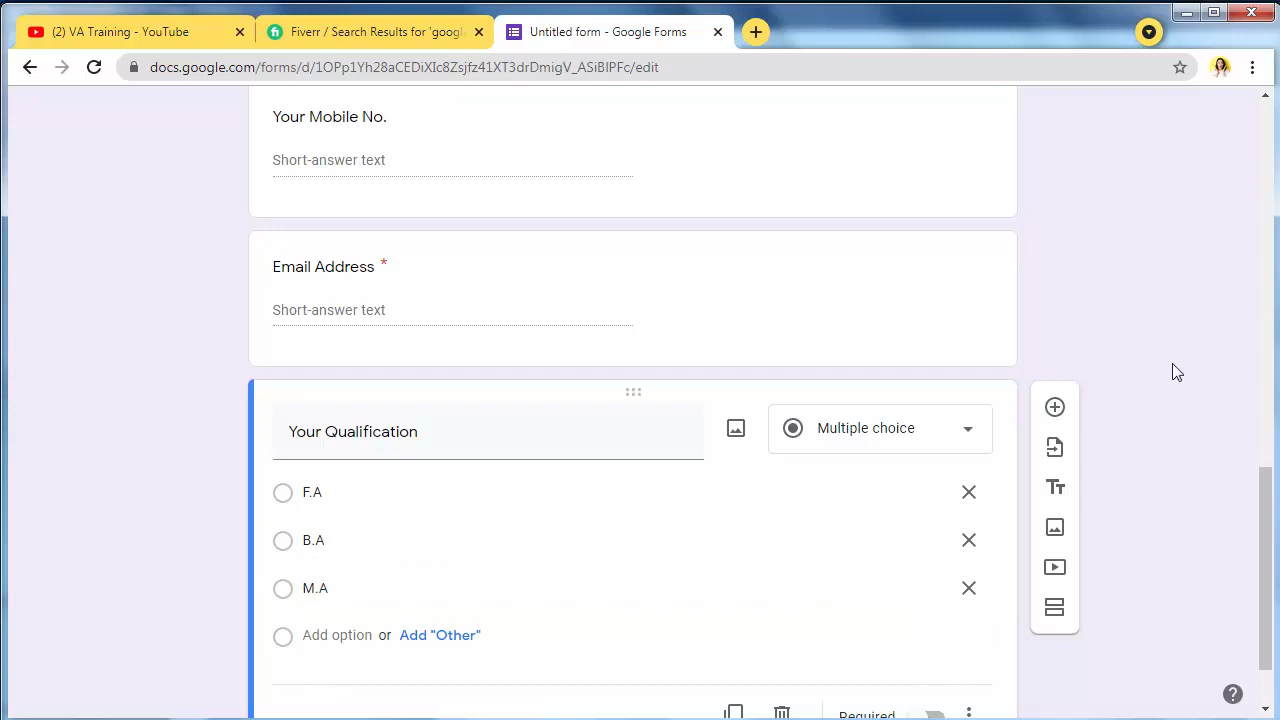 (2) VA Training - YouTube
Fiverr / Search Results for 'googl
Untitled form - Google Forms
docs.google.com/forms/d/1OPp1Yh28aCEDiXIc8Zsjfz41XT3drDmigV_ASiBIPFc/edit
Your Mobile No.
Short-answer text
Email Address *
Short-answer text
Your Qualification
Multiple choice
F.A
B.A
M.A
Add option or Add "Other"
Required